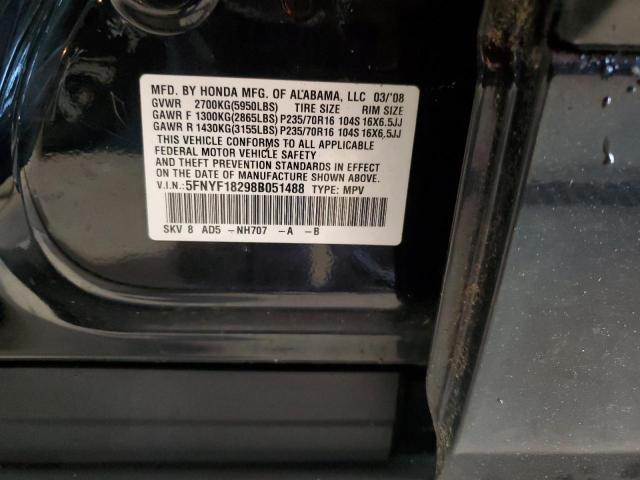 MFD. BY HONDA MFG. OF ALABAMA, LLC 03/'08
GVWR 2700KG(5950LBS) TIRE SIZE RIM SIZE
GAWR F 1300KG(2865LBS) P235/70R16 104S 16X6.5JJ
GAWR R 1430KG(3155LBS) P235/70R16 104S 16X6.5JJ
THIS VEHICLE CONFORMS TO ALL APPLICABLE
FEDERAL MOTOR VEHICLE SAFETY
AND THEFT PREVENTION STANDARDS IN EFFECT
ON THE DATE OF MANUFACTURE SHOWN ABOVE.
V.I.N.: 5FNYF18298B051488 TYPE: MPV
SKV 8 AD5 -NH707 -A -B